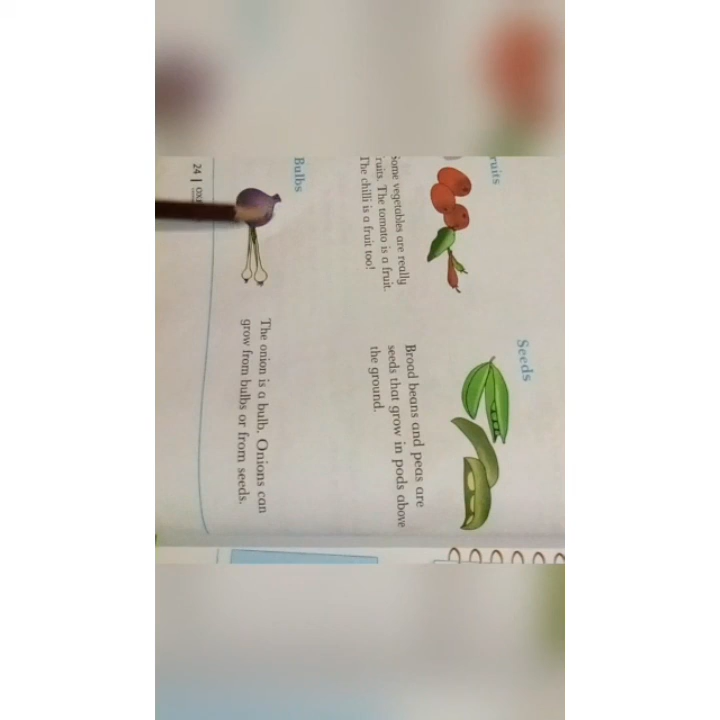 ruits
some vegetables are really
ruits. The tomato is a fruit.
The chilli is a fruit too!
Seeds
Broad beans and peas are
seeds that grow in pods above
the ground.
Bulbs
The onion is a bulb. Onions can
grow from bulbs or from seeds.
24 |